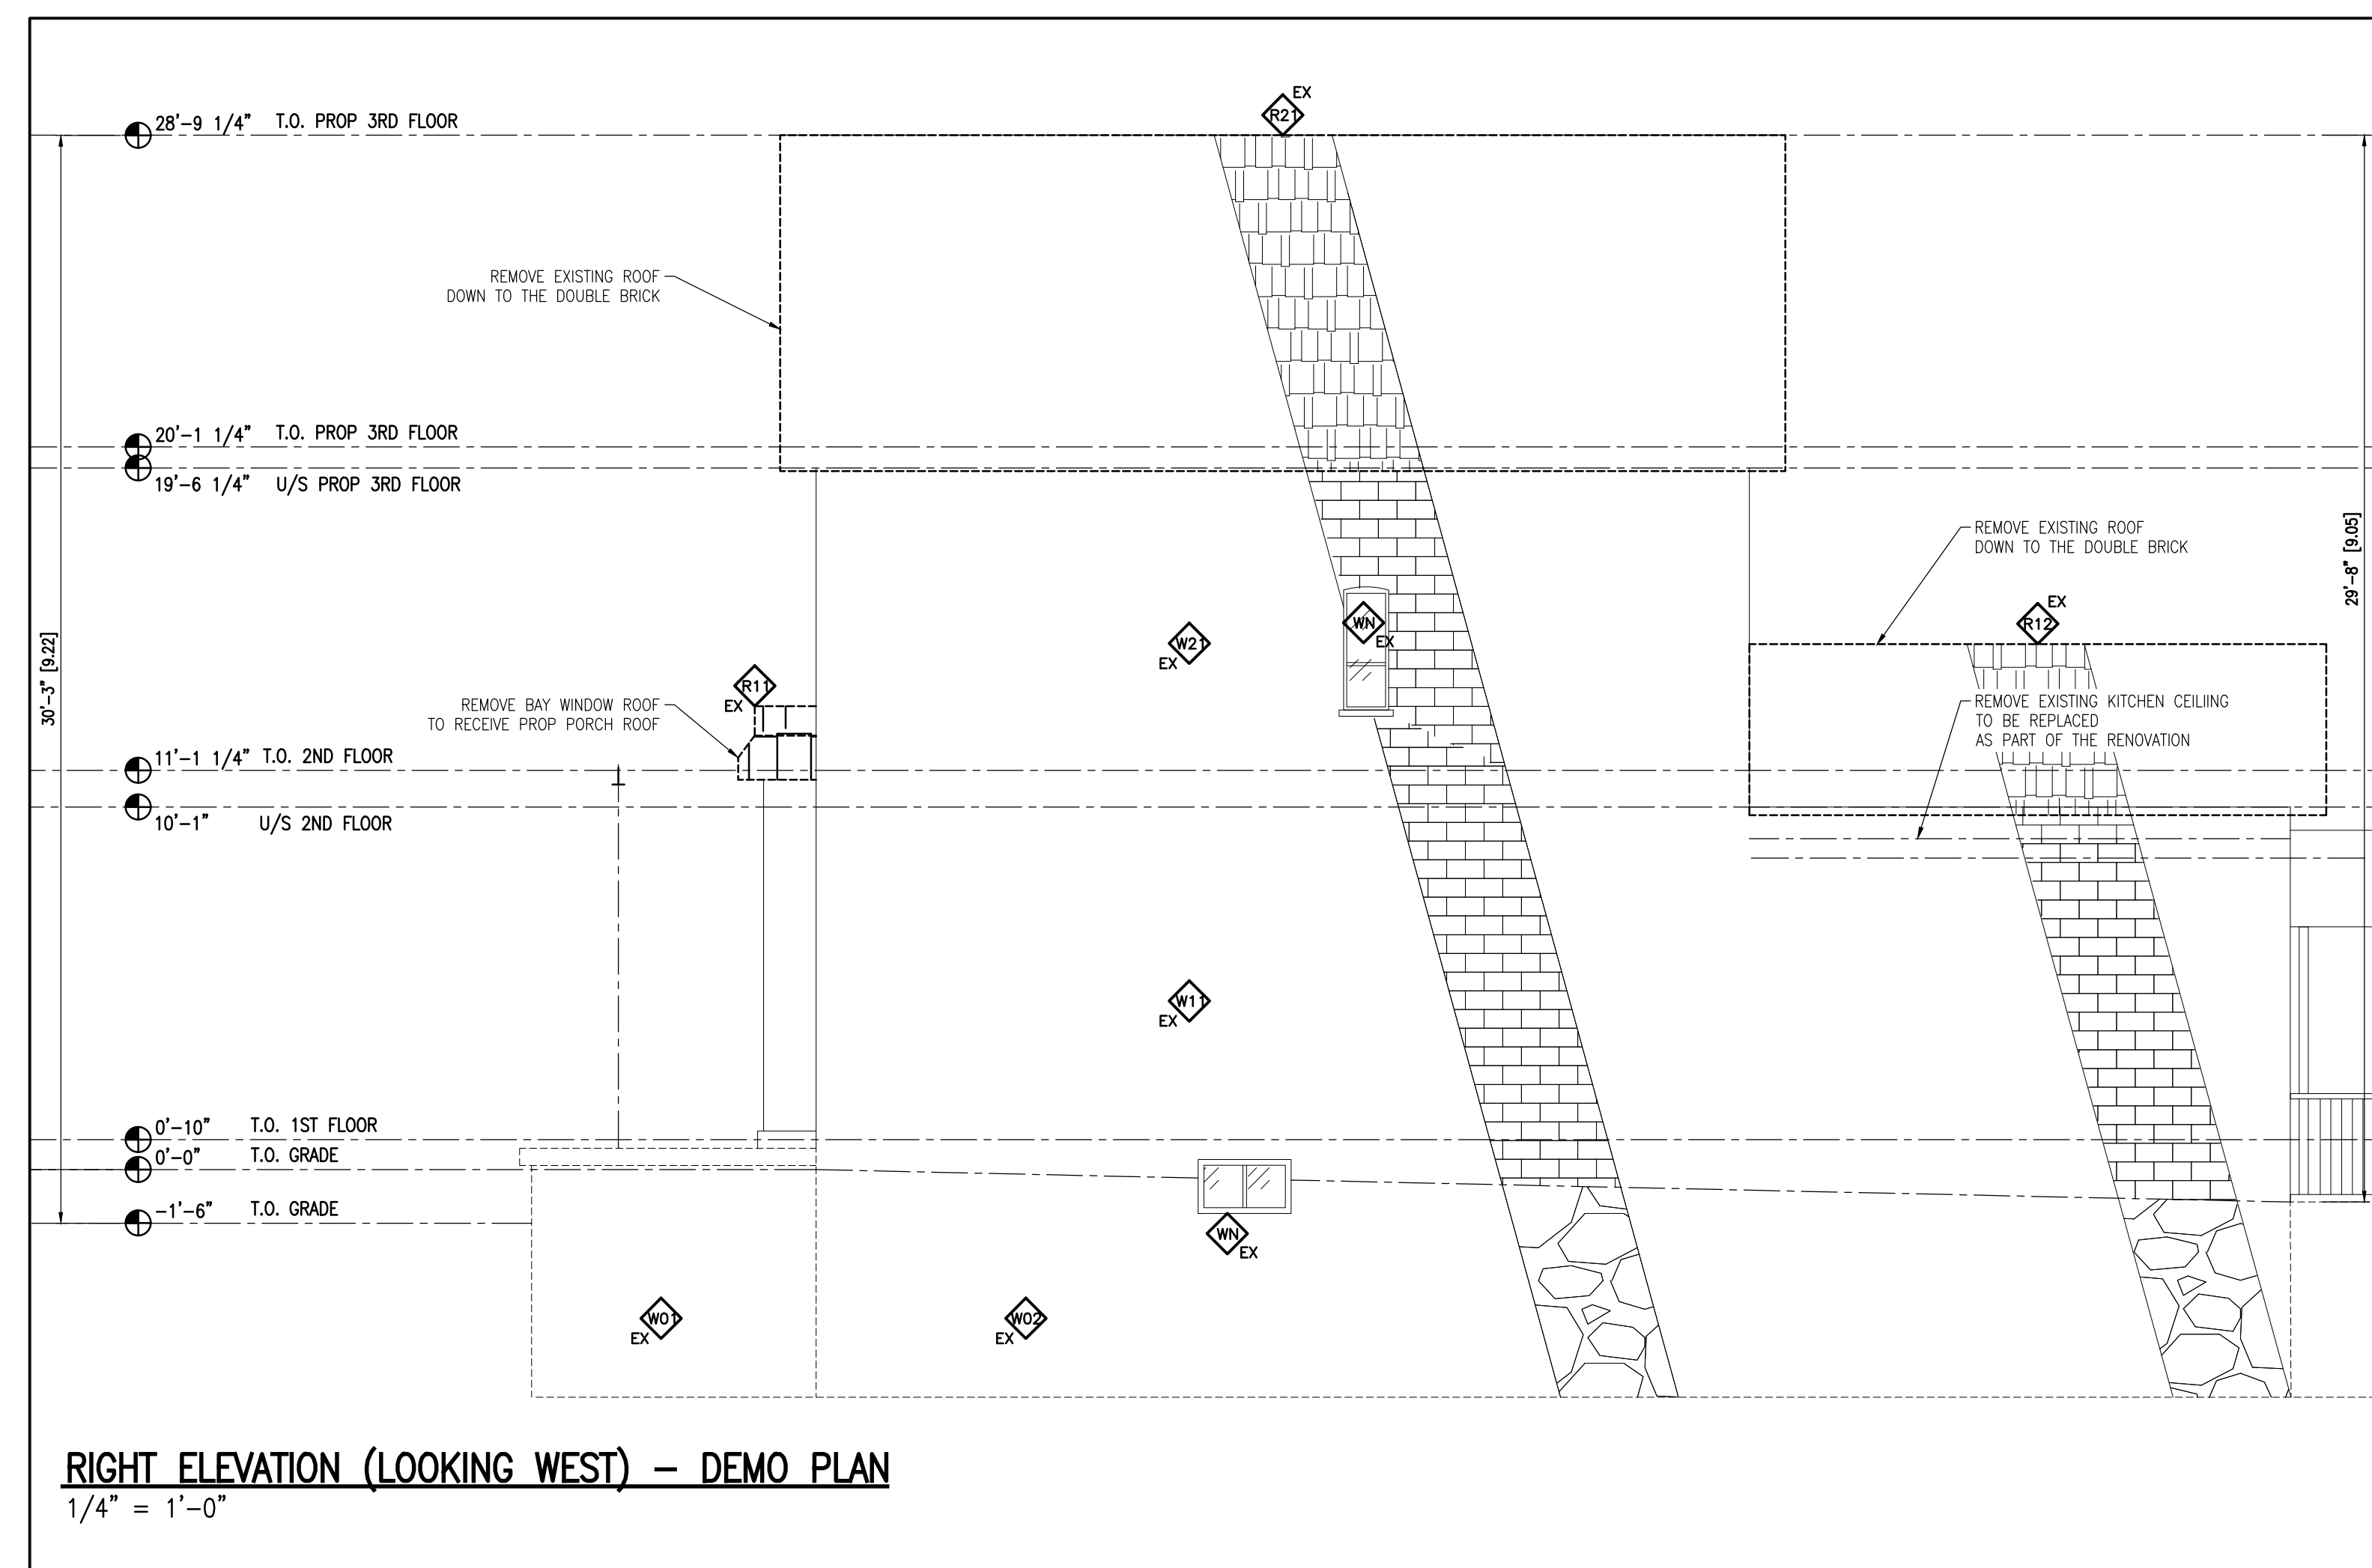 EX
R21
28'-9 1/4" T.O. PROP 3RD FLOOR
REMOVE EXISTING ROOF
DOWN TO THE DOUBLE BRICK
20'-1 1/4" T.O. PROP 3RD FLOOR
19'-6 1/4" U/S PROP 3RD FLOOR
REMOVE EXISTING ROOF
DOWN TO THE DOUBLE BRICK
29'-8" [9.05]
30'-3" [9.22]
EX
R12
WN
EX
W21
EX
R11
EX
REMOVE BAY WINDOW ROOF
TO RECEIVE PROP PORCH ROOF
REMOVE EXISTING KITCHEN CEILIING
TO BE REPLACED
AS PART OF THE RENOVATION
11'-1 1/4" T.O. 2ND FLOOR
10'-1" U/S 2ND FLOOR
W11
EX
0'-10" T.O. 1ST FLOOR
0'-0" T.O. GRADE
-1'-6" T.O. GRADE
WN
EX
W01
EX
W02
EX
RIGHT ELEVATION (LOOKING WEST) - DEMO PLAN
1/4" = 1'-0"